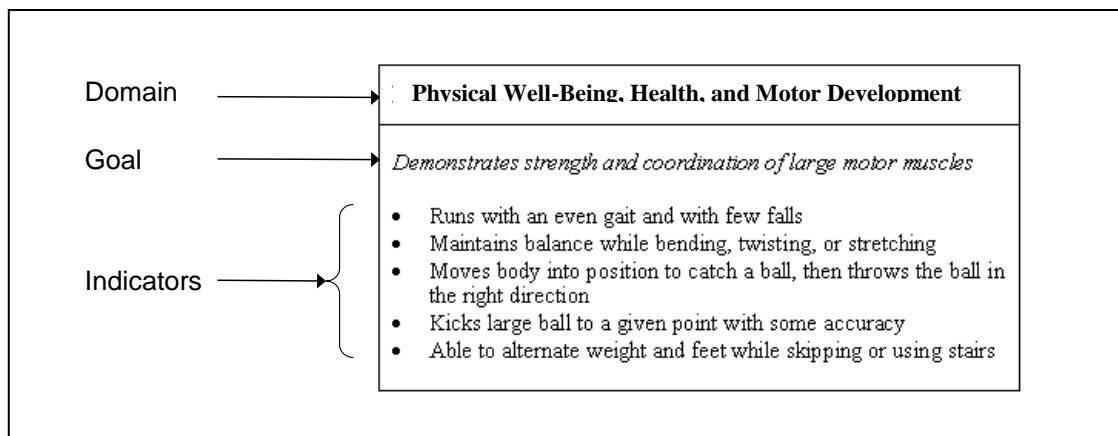 Domain
Physical Well-Being, Health, and Motor Development
Goal
Demonstrates strength and coordination of large motor muscles
Indicators
• Runs with an even gait and with few falls
• Maintains balance while bending, twisting, or stretching
• Moves body into position to catch a ball, then throws the ball in
the right direction
• Kicks large ball to a given point with some accuracy
• Able to alternate weight and feet while skipping or using stairs